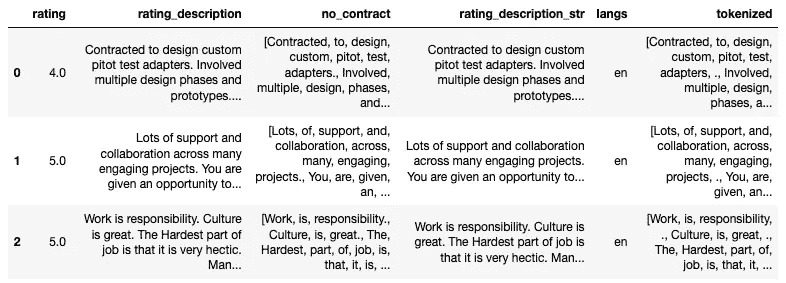 rating rating_description no_contract rating_description_str langs tokenized
0
4.0
Contracted to design custom
pitot test adapters. Involved
multiple design phases and
prototypes....
[Contracted, to, design,
custom, pitot, test,
adapters., Involved,
multiple, design, phases,
and...
Contracted to design custom
pitot test adapters. Involved
multiple design phases and
prototypes....
en
[Contracted, to, design,
custom, pitot, test,
adapters, ., Involved,
multiple, design,
phases, a...
1
5.0
Lots of support and
collaboration across many
engaging projects. You are
given an opportunity to...
[Lots, of, support, and,
collaboration, across,
many, engaging,
projects., You, are, given,
an, ...
Lots of support and collaboration
across many engaging projects.
You are given an opportunity to...
en
[Lots, of, support, and,
collaboration, across,
many, engaging,
projects, ., You, are,
given, an...
2
5.0
Work is responsibility. Culture
is great. The Hardest part of
job is that it is very hectic.
Man...
[Work, is, responsibility.,
Culture, is, great., The,
Hardest, part, of, job, is,
that, it, is, ...
Work is responsibility. Culture is
great. The Hardest part of job is
that it is very hectic. Man...
en
[Work, is, responsibility,
., Culture, is, great, .,
The, Hardest, part, of,
job, is, that, it, ...